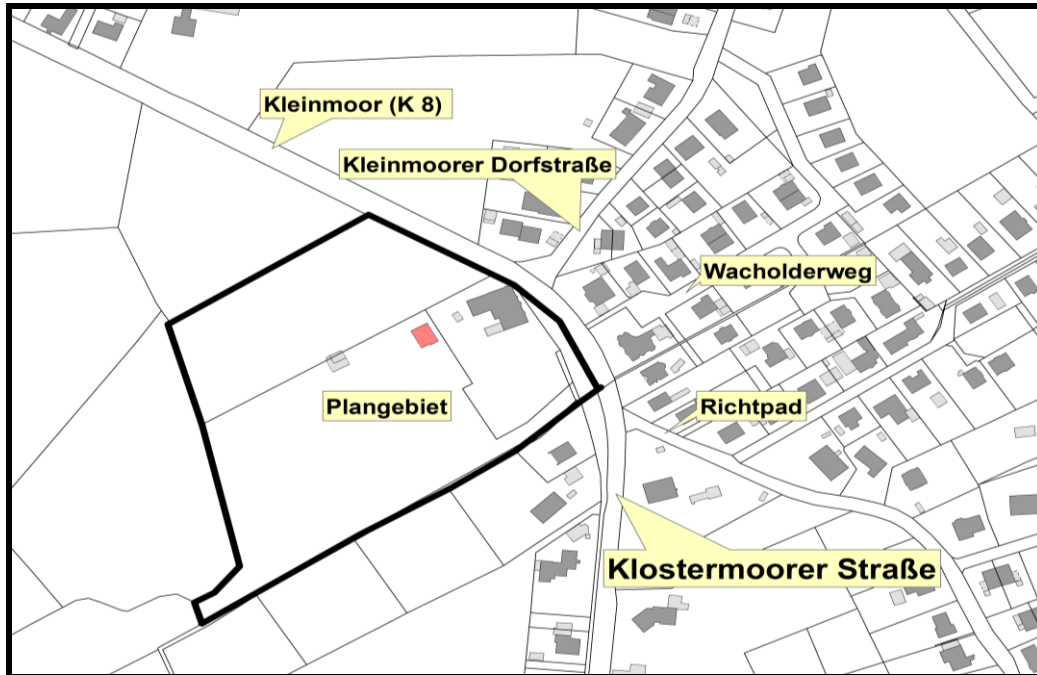 Kleinmoor (K 8)
Kleinmoorer Dorfstraße
Wacholderweg
Plangebiet
Richtpad
Klostermoorer Straße